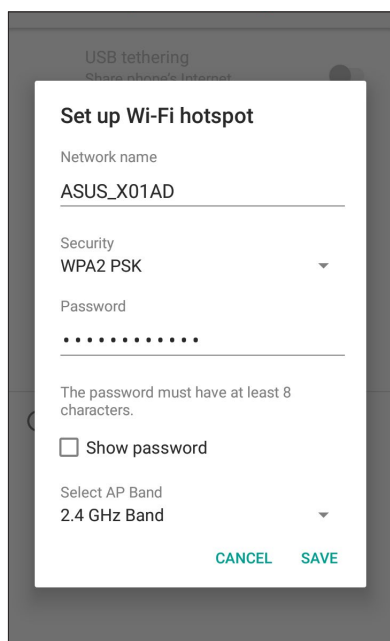 USB tethering
Share phone's Internet
Set up Wi-Fi hotspot
Network name
ASUS_X01AD
Security
WPA2 PSK
Password
••••••••••••
The password must have at least 8
characters.
Show password
Select AP Band
2.4 GHz Band
CANCEL SAVE